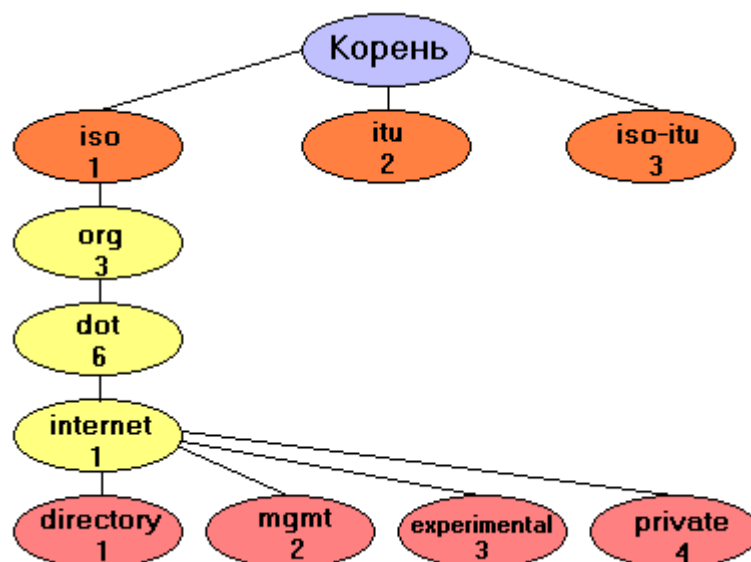 Корень
iso
1
itu
2
iso-itu
3
org
3
dot
6
internet
1
directory
1
mgmt
2
experimental
3
private
4